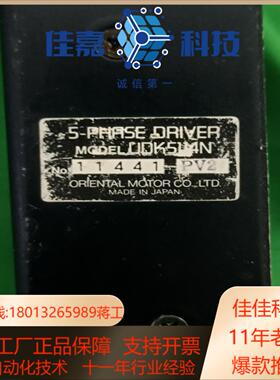 佳嘉 科技
诚信第一
5-PHASE DRIVER
MODEL UDK5114N
No. 11441 PV2
ORIENTAL MOTOR CO., LTD.
MADE IN JAPAN
线:18013265989蒋工
佳佳科
工厂正品保障 支持开票
11年老
自动化技术 十一年行业经验
爆款推